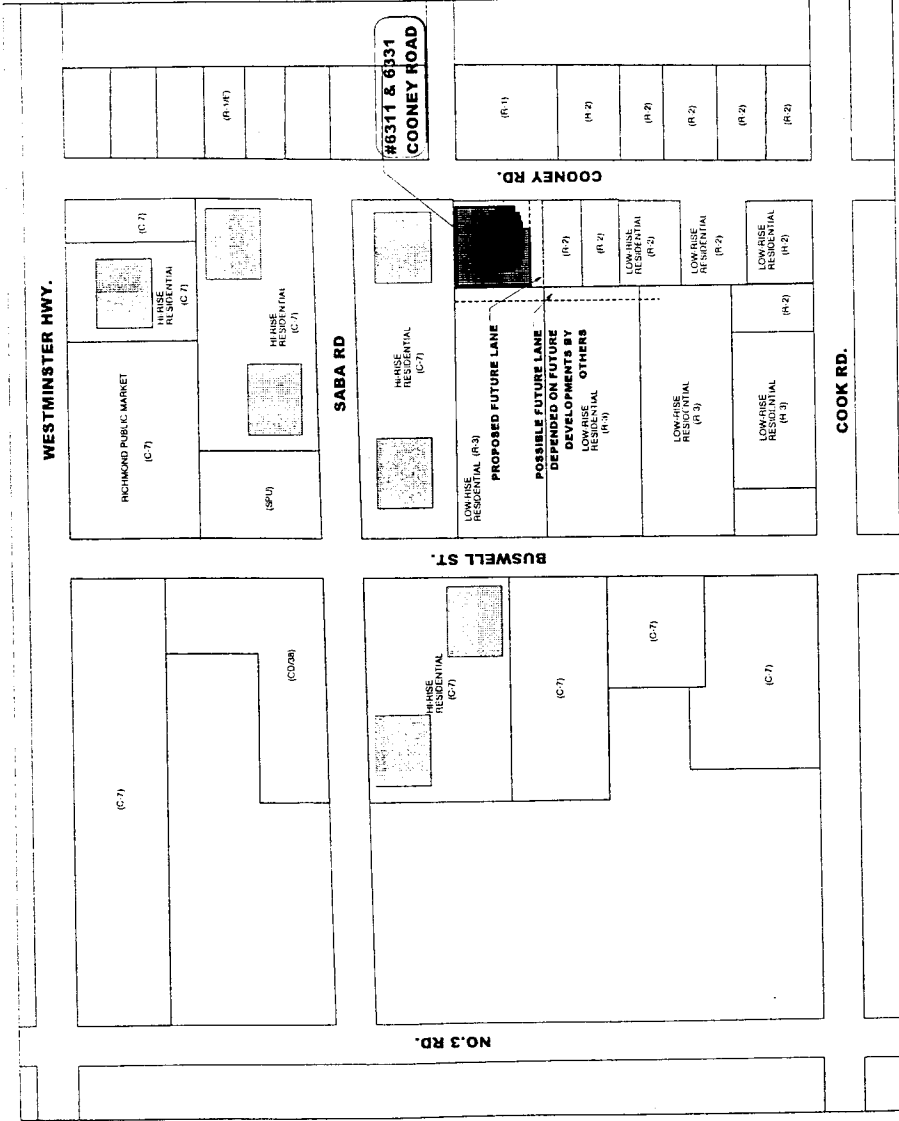 WESTMINSTER HWY.
#6311 & 6331
COONEY ROAD
(C-7)
HI-RISE
RESIDENTIAL
(C-7)
RICHMOND PUBLIC MARKET
(C-7)
HI-RISE
RESIDENTIAL
(C-7)
(SPU)
SABA RD
HI-RISE
RESIDENTIAL
(C-7)
COONEY RD.
(R-1)
(R-2)
(R-2)
(R-2)
(R-2)
(R-2)
LOW-RISE
RESIDENTIAL (R-3)
PROPOSED FUTURE LANE
POSSIBLE FUTURE LANE
DEPENDED ON FUTURE
DEVELOPMENTS BY
OTHERS
LOW-RISE
RESIDENTIAL
(R-3)
(R-2)
(R-2)
LOW-RISE
RESIDENTIAL
(R-2)
LOW-RISE
RESIDENTIAL
(R-2)
LOW-RISE
RESIDENTIAL
(R-2)
LOW-RISE
RESIDENTIAL
(R-3)
LOW-RISE
RESIDENTIAL
(R-3)
(R-2)
COOK RD.
BUSWELL ST.
(C-7)
(CD/38)
HI-RISE
RESIDENTIAL
(C-7)
(C-7)
(C-7)
(C-7)
NO.3 RD.